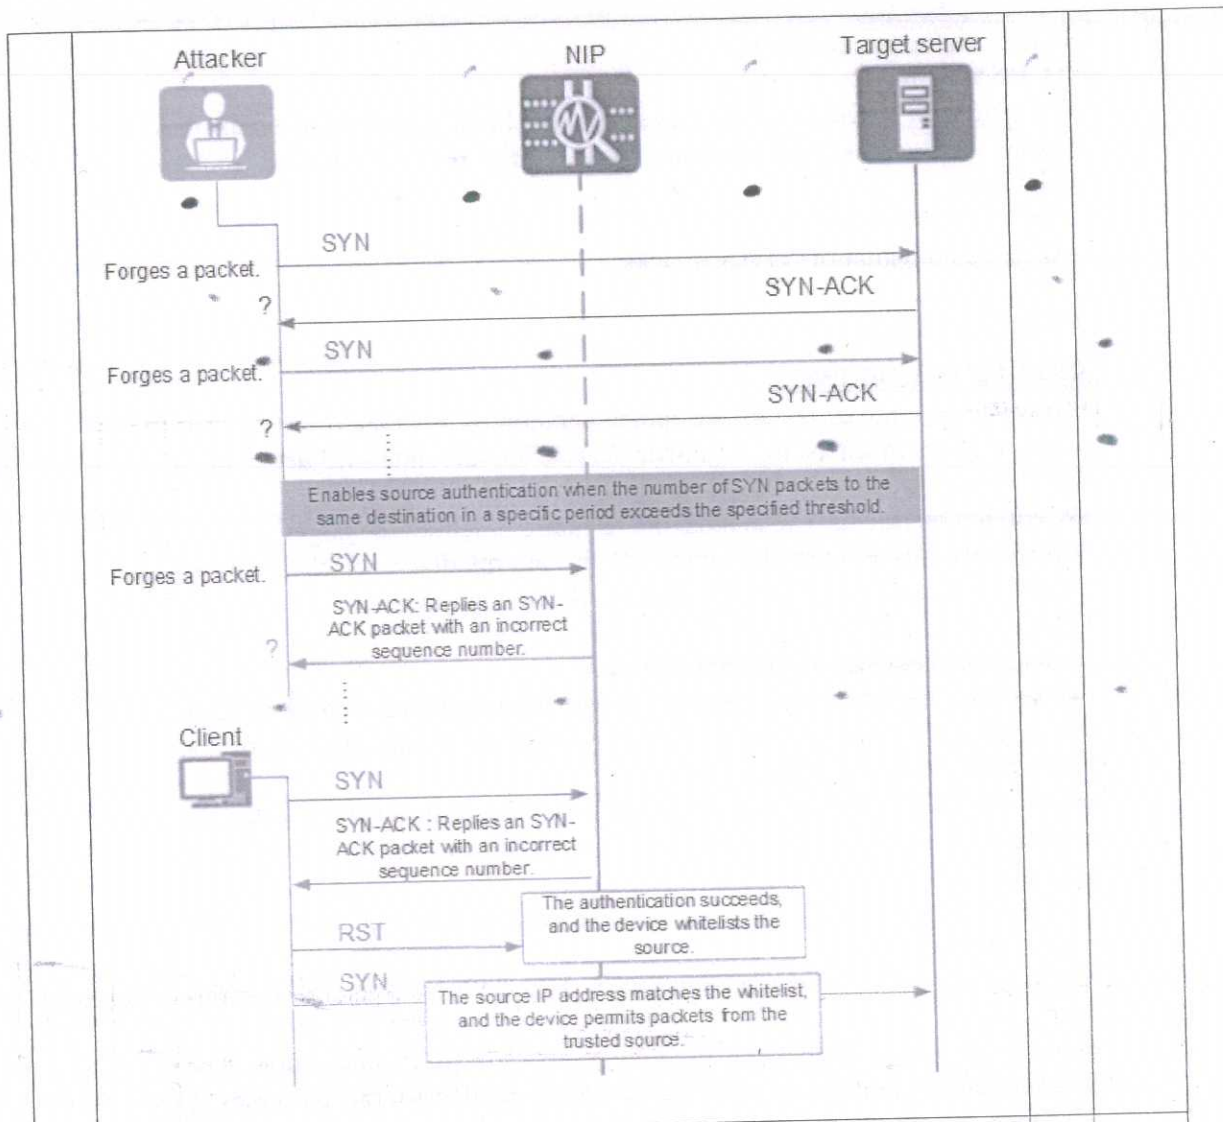 Attacker
NIP
Target server
SYN
Forges a packet.
SYN-ACK
?
SYN
Forges a packet.
SYN-ACK
?
Enables source authentication when the number of SYN packets to the
same destination in a specific period exceeds the specified threshold.
SYN
Forges a packet.
SYN-ACK: Replies an SYN-
ACK packet with an incorrect
sequence number.
?
Client
SYN
SYN-ACK : Replies an SYN-
ACK packet with an incorrect
sequence number.
The authentication succeeds,
and the device whitelists the
source.
RST
SYN
The source IP address matches the whitelist,
and the device permits packets from the
trusted source.